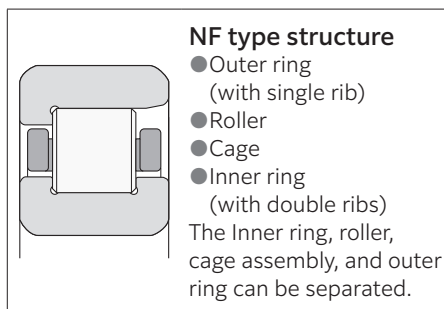 NF type structure
●Outer ring
(with single rib)
●Roller
●Cage
●Inner ring
(with double ribs)
The Inner ring, roller,
cage assembly, and outer
ring can be separated.